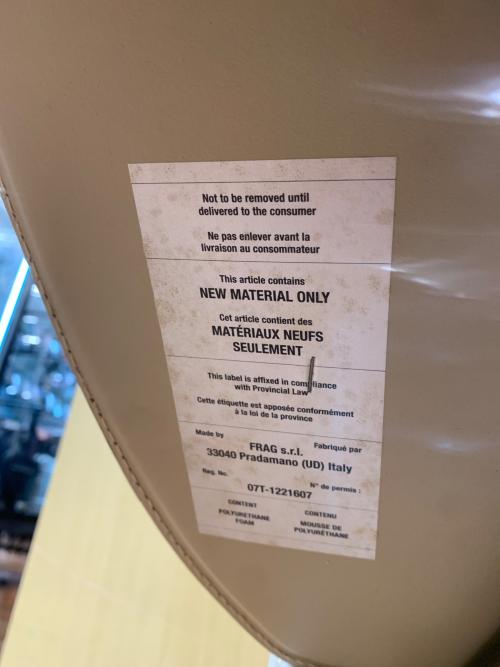 Not to be removed until
delivered to the consumer
Ne pas enlever avant la
livraison au consommateur
This article contains
NEW MATERIAL ONLY
Cet article contient des
MATÉRIAUX NEUFS
SEULEMENT
This label is affixed in compliance
with Provincial Law
Cette étiquette est apposée conformément
à la loi de la province
Made by Fabriqué par
FRAG s.r.l.
33040 Pradamano (UD) Italy
Reg. No. N° de permis :
07T-1221607
CONTENT CONTENU
POLYURETHANE MOUSSE DE
FOAM POLYURÉTHANE